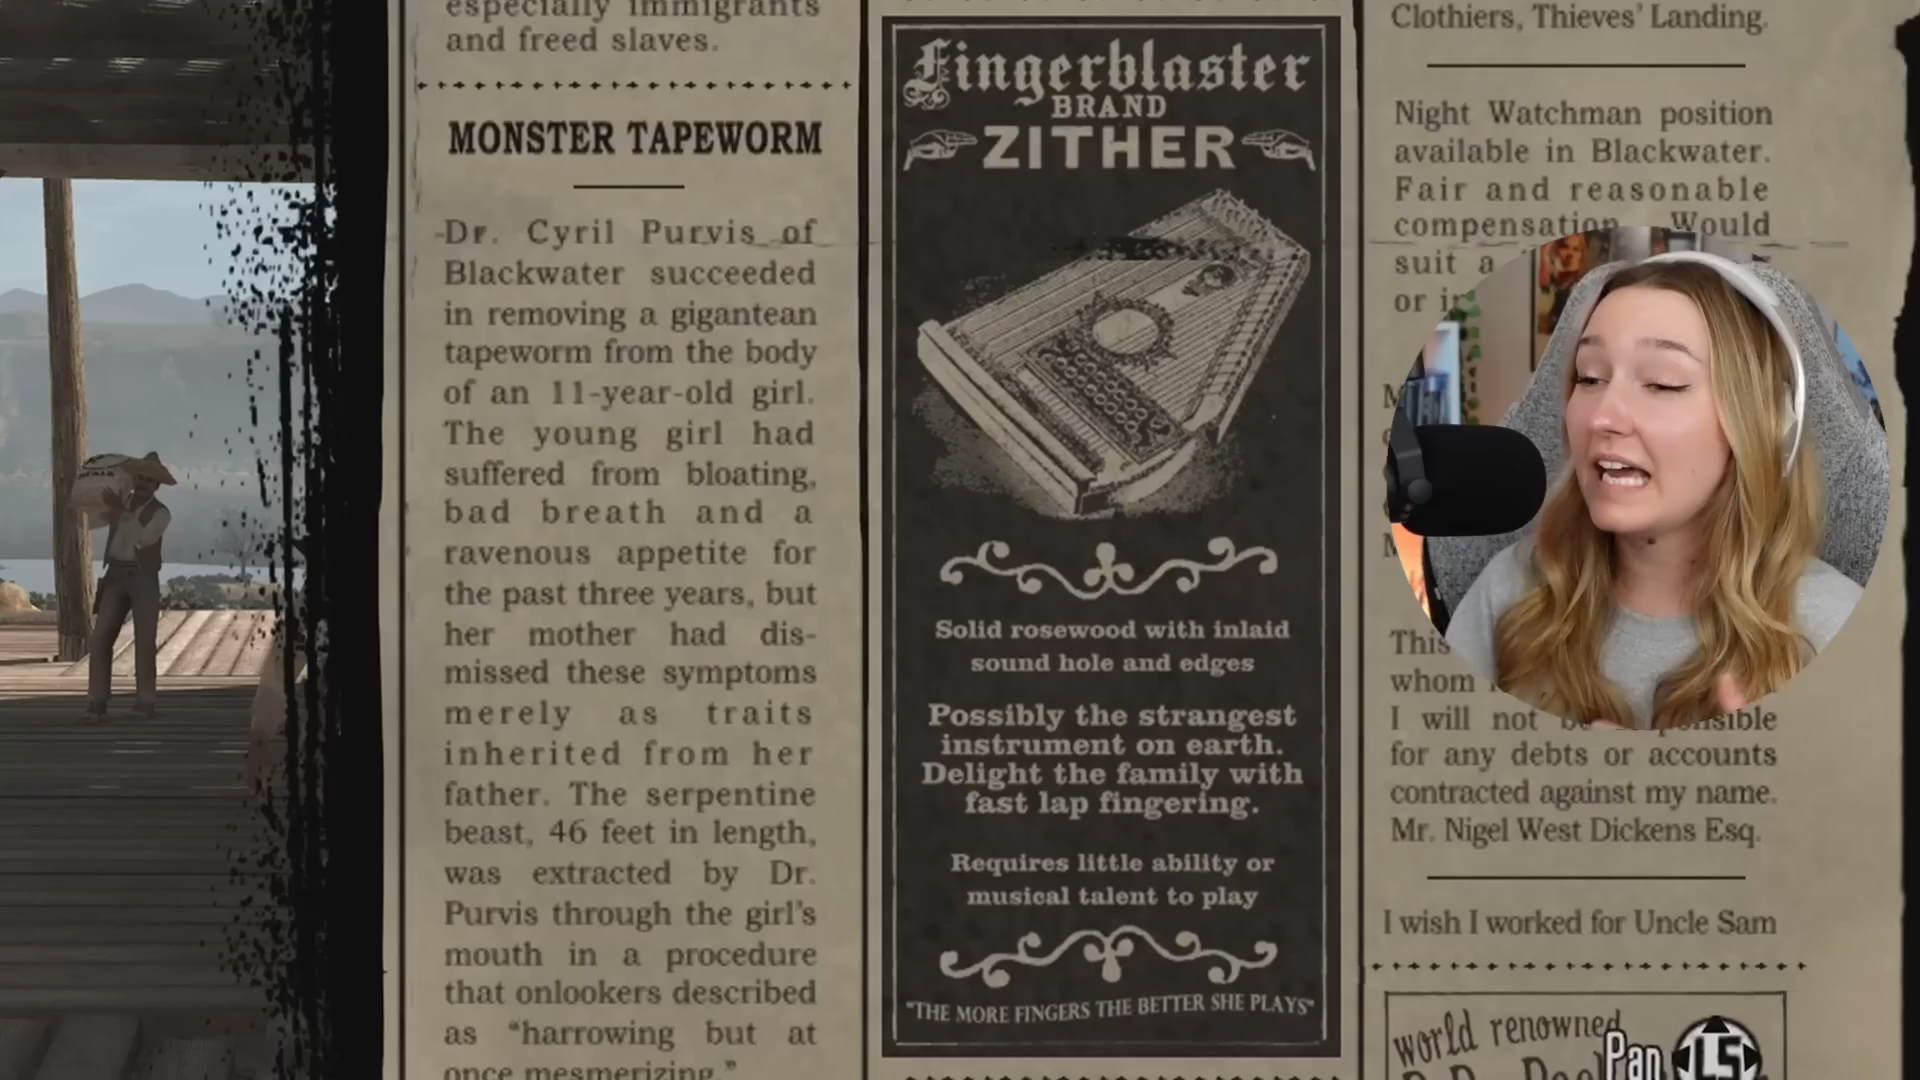 especially immigrants
and freed slaves.
MONSTER TAPEWORM
Dr. Cyril Purvis of
Blackwater succeeded
in removing a gigantean
tapeworm from the body
of an 11-year-old girl.
The young girl had
suffered from bloating,
bad breath and a
ravenous appetite for
the past three years, but
her mother had dis-
missed these symptoms
merely as traits
inherited from her
father. The serpentine
beast, 46 feet in length,
was extracted by Dr.
Purvis through the girl's
mouth in a procedure
that onlookers described
as "harrowing but at
once mesmerizing."
Fingerblaster
BRAND
ZITHER
Solid rosewood with inlaid
sound hole and edges
Possibly the strangest
instrument on earth.
Delight the family with
fast lap fingering.
Requires little ability or
musical talent to play
"THE MORE FINGERS THE BETTER SHE PLAYS"
Clothiers, Thieves' Landing.
Night Watchman position
available in Blackwater.
Fair and reasonable
compensation. Would
suit a
or
This
whom
I will not be
for any debts or accounts
contracted against my name.
Mr. Nigel West Dickens Esq.
I wish I worked for Uncle Sam
world renowned
Pan
LS